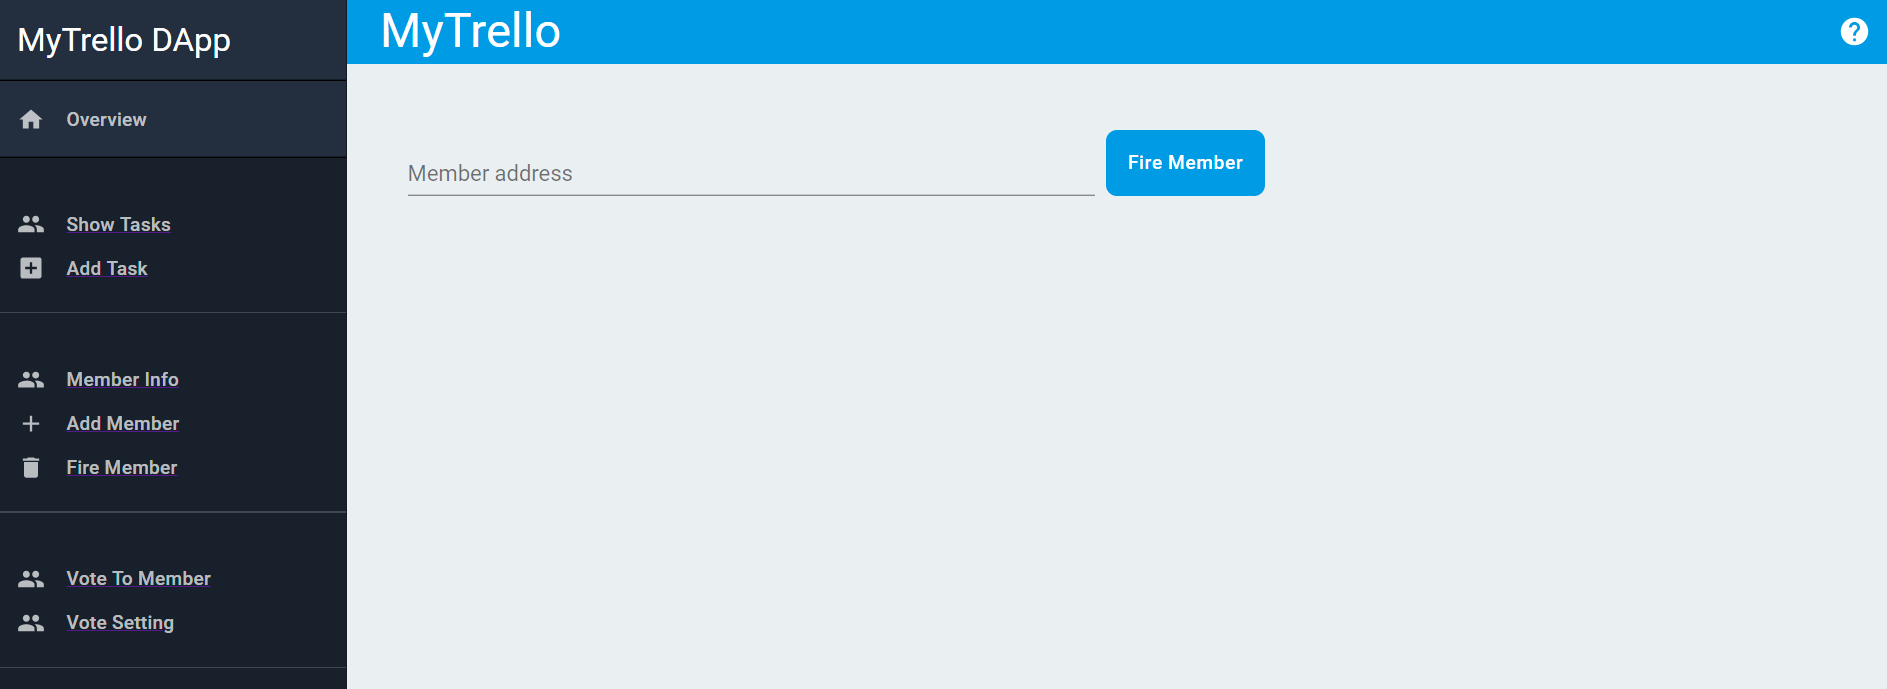 MyTrello DApp
Overview
Show Tasks
Add Task
Member Info
Add Member
Fire Member
Vote To Member
Vote Setting
MyTrello
?
Member address
Fire Member